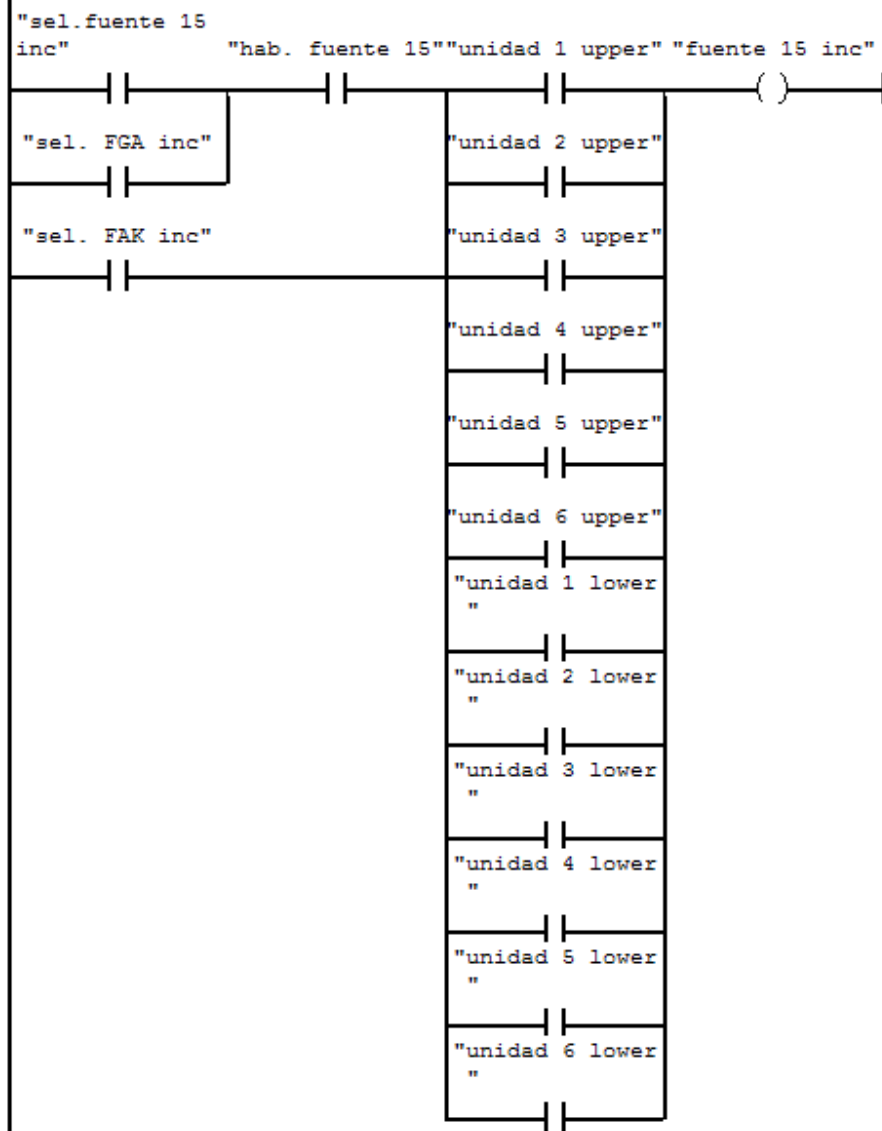 "sel.fuente 15
inc"
"hab. fuente 15"
"unidad 1 upper"
"fuente 15 inc"
"sel. FGA inc"
"unidad 2 upper"
"sel. FAK inc"
"unidad 3 upper"
"unidad 4 upper"
"unidad 5 upper"
"unidad 6 upper"
"unidad 1 lower
"
"unidad 2 lower
"
"unidad 3 lower
"
"unidad 4 lower
"
"unidad 5 lower
"
"unidad 6 lower
"